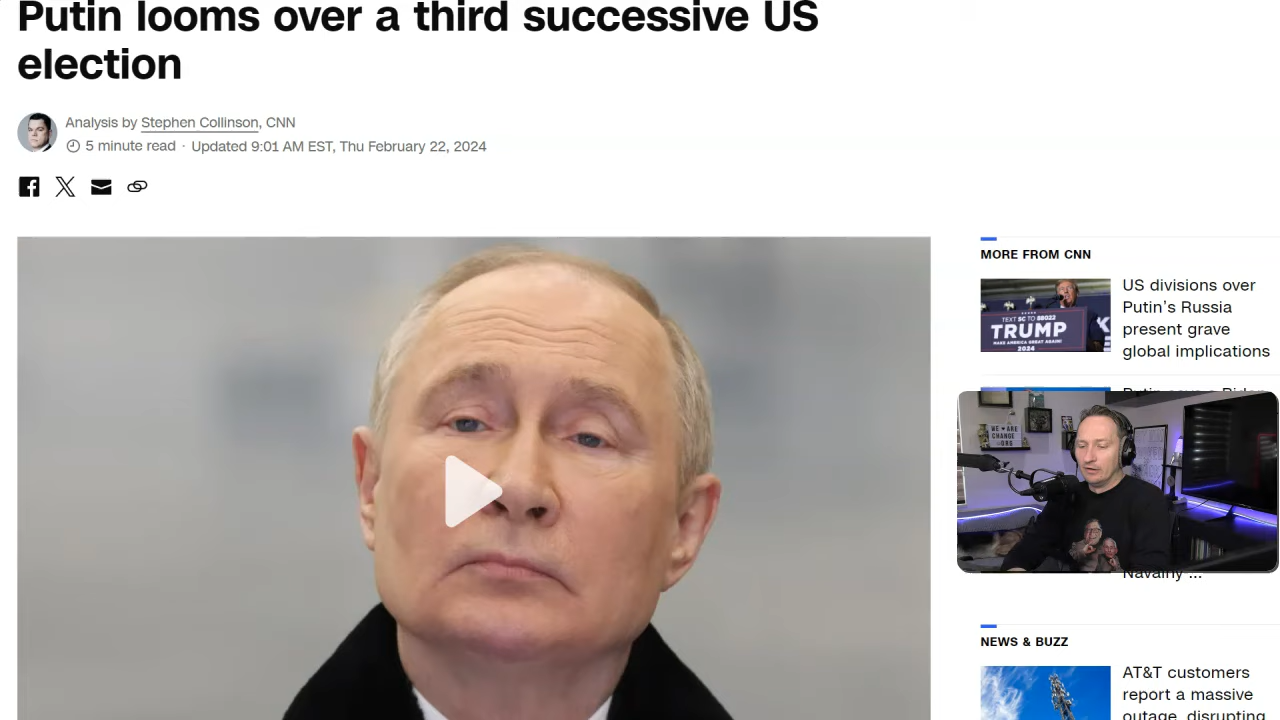 Putin looms over a third successive US
election
Analysis by Stephen Collinson, CNN
5 minute read · Updated 9:01 AM EST, Thu February 22, 2024
MORE FROM CNN
US divisions over
Putin’s Russia
present grave
global implications
TEXT SC TO 88022
TRUMP
MAKE AMERICA GREAT AGAIN!
2024
WE ♥ ARE
CHANGE
.ORG
Navalny ...
NEWS & BUZZ
AT&T customers
report a massive
outage, disrupting